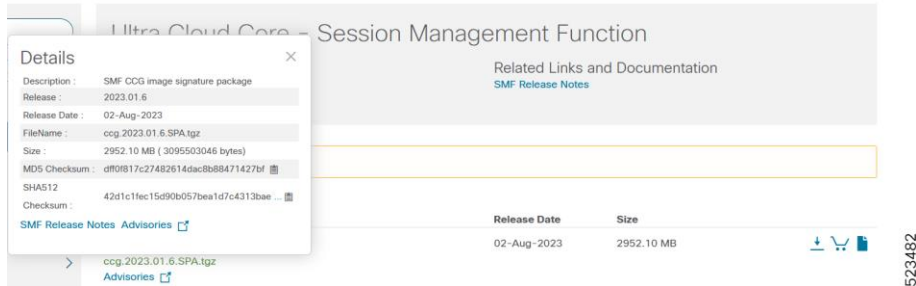 Ultra Cloud Core - Session Management Function
Details
Description : SMF CCG image signature package
Release : 2023.01.6
Release Date : 02-Aug-2023
FileName : ccg.2023.01.6.SPA.tgz
Size : 2952.10 MB ( 3095503046 bytes)
MD5 Checksum : dff0f817c27482614dac8b88471427bf
SHA512 Checksum : 42d1c1fec15d90b057bea1d7c4313bae ...
SMF Release Notes Advisories
Related Links and Documentation
SMF Release Notes
Release Date Size
02-Aug-2023 2952.10 MB
ccg.2023.01.6.SPA.tgz
Advisories
523482